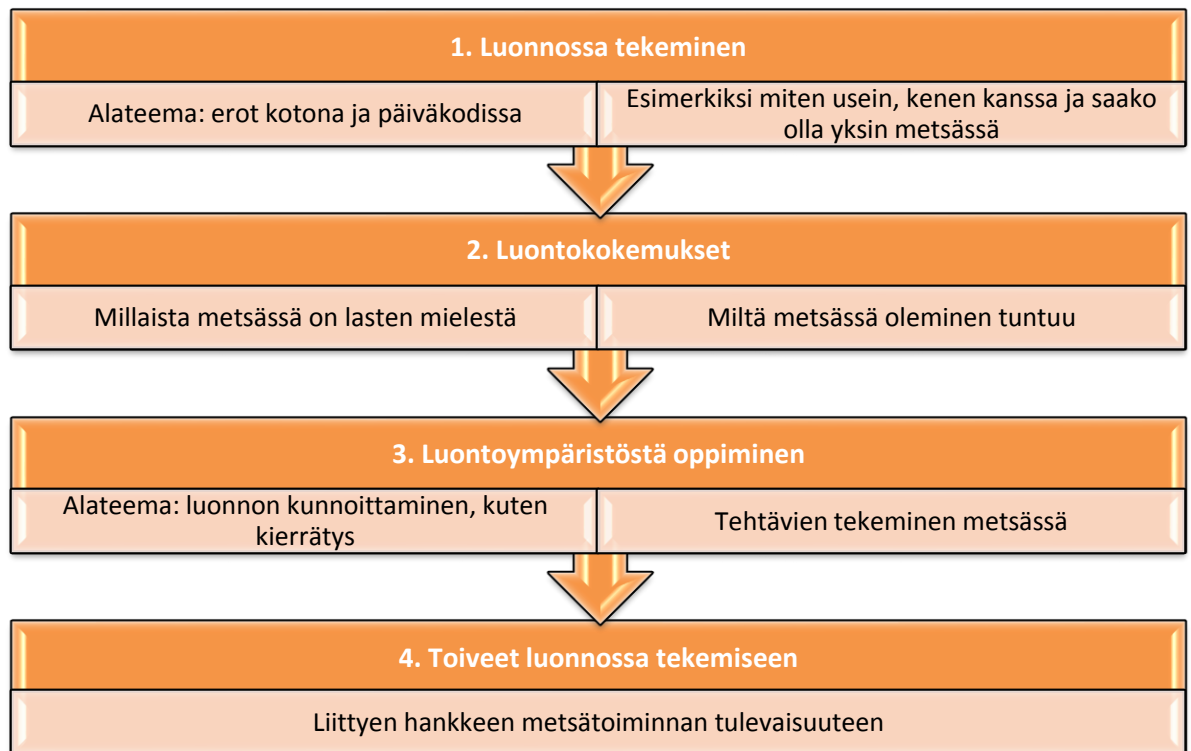 1. Luonnossa tekeminen
Alateema: erot kotona ja päiväkodissa
Esimerkiksi miten usein, kenen kanssa ja saako
olla yksin metsässä
2. Luontokokemukset
Millaista metsässä on lasten mielestä
Miltä metsässä oleminen tuntuu
3. Luontoympäristöstä oppiminen
Alateema: luonnon kunnoittaminen, kuten
kierrätys
Tehtävien tekeminen metsässä
4. Toiveet luonnossa tekemiseen
Liittyen hankkeen metsätoiminnan tulevaisuuteen